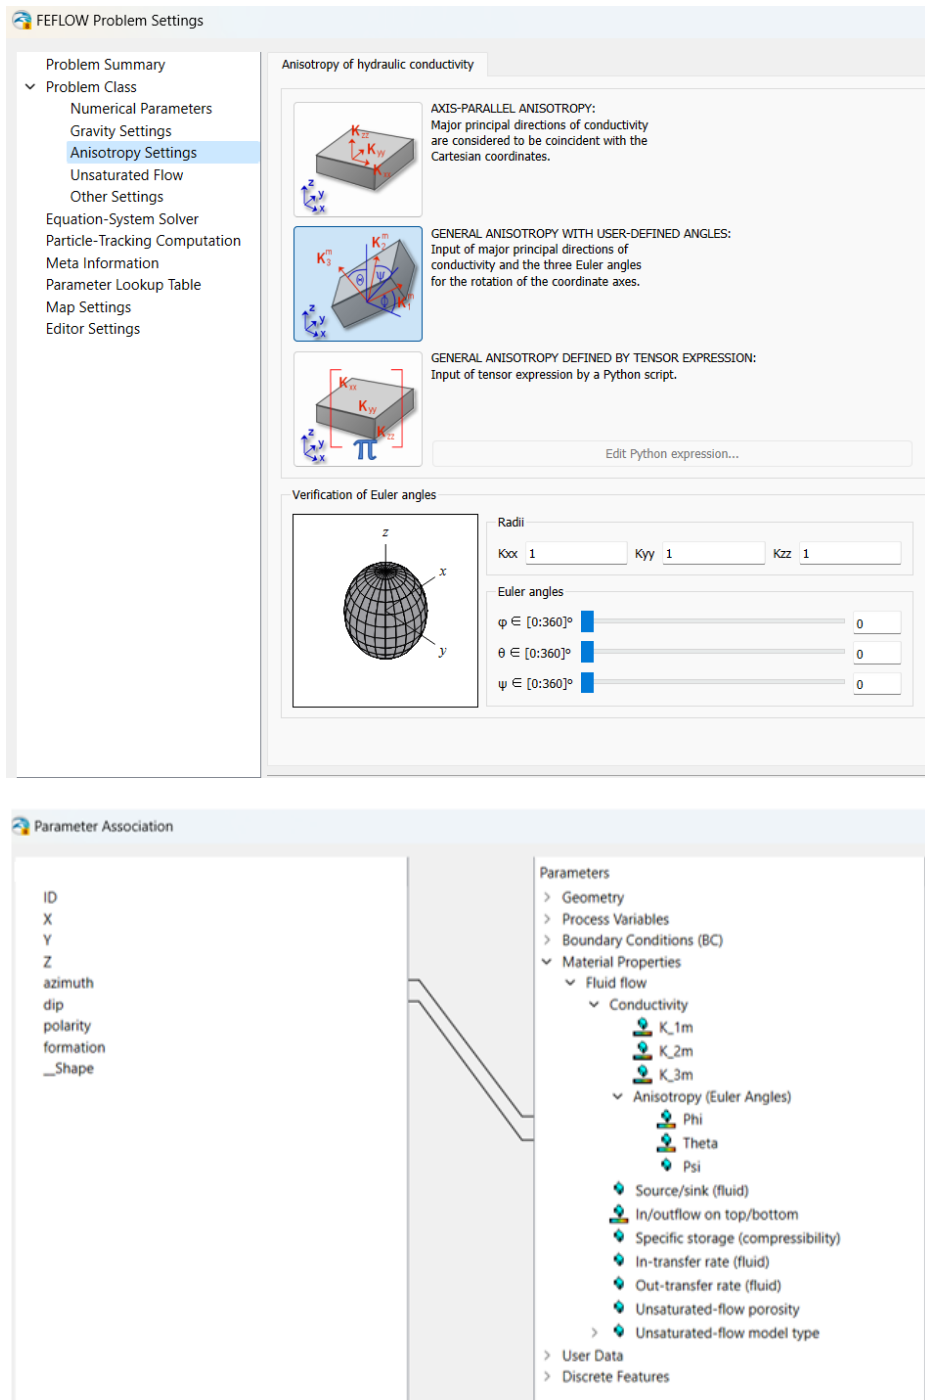 FEFLOW Problem Settings
Problem Summary
Problem Class
Numerical Parameters
Gravity Settings
Anisotropy Settings
Unsaturated Flow
Other Settings
Equation-System Solver
Particle-Tracking Computation
Meta Information
Parameter Lookup Table
Map Settings
Editor Settings
Anisotropy of hydraulic conductivity
Kzz
Kyy
Kxx
z
y
x
AXIS-PARALLEL ANISOTROPY:
Major principal directions of conductivity
are considered to be coincident with the
Cartesian coordinates.
K3m
K2m
K1m
Θ
ψ
ϕ
z
y
x
GENERAL ANISOTROPY WITH USER-DEFINED ANGLES:
Input of major principal directions of
conductivity and the three Euler angles
for the rotation of the coordinate axes.
Kxx
Kyy
Kzz
π
z
y
x
GENERAL ANISOTROPY DEFINED BY TENSOR EXPRESSION:
Input of tensor expression by a Python script.
Edit Python expression...
Verification of Euler angles
z
x
y
Radii
Kxx 1 Kyy 1 Kzz 1
Euler angles
φ ∈ [0:360]° 0
θ ∈ [0:360]° 0
ψ ∈ [0:360]° 0
Parameter Association
ID
X
Y
Z
azimuth
dip
polarity
formation
__Shape
Parameters
Geometry
Process Variables
Boundary Conditions (BC)
Material Properties
Fluid flow
Conductivity
K_1m
K_2m
K_3m
Anisotropy (Euler Angles)
Phi
Theta
Psi
Source/sink (fluid)
In/outflow on top/bottom
Specific storage (compressibility)
In-transfer rate (fluid)
Out-transfer rate (fluid)
Unsaturated-flow porosity
Unsaturated-flow model type
User Data
Discrete Features